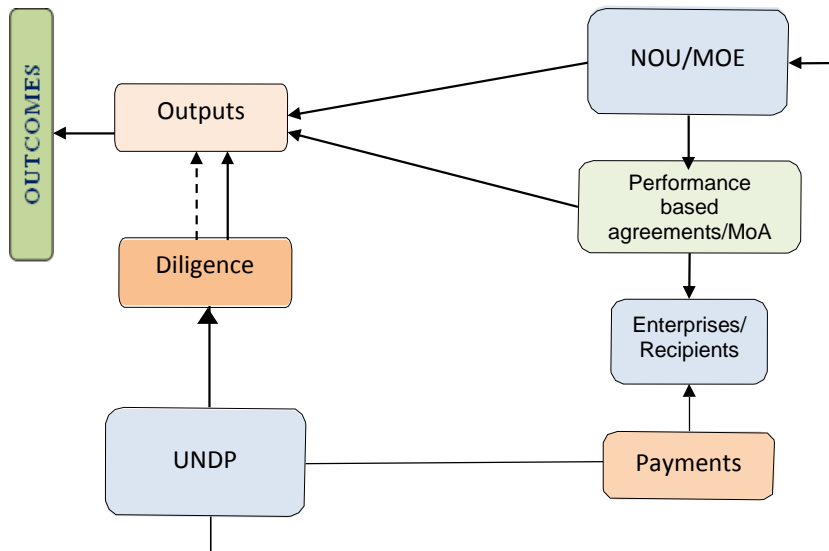 OUTCOMES
NOU/MOE
Outputs
Performance
based
agreements/MoA
Diligence
Enterprises/
Recipients
UNDP
Payments